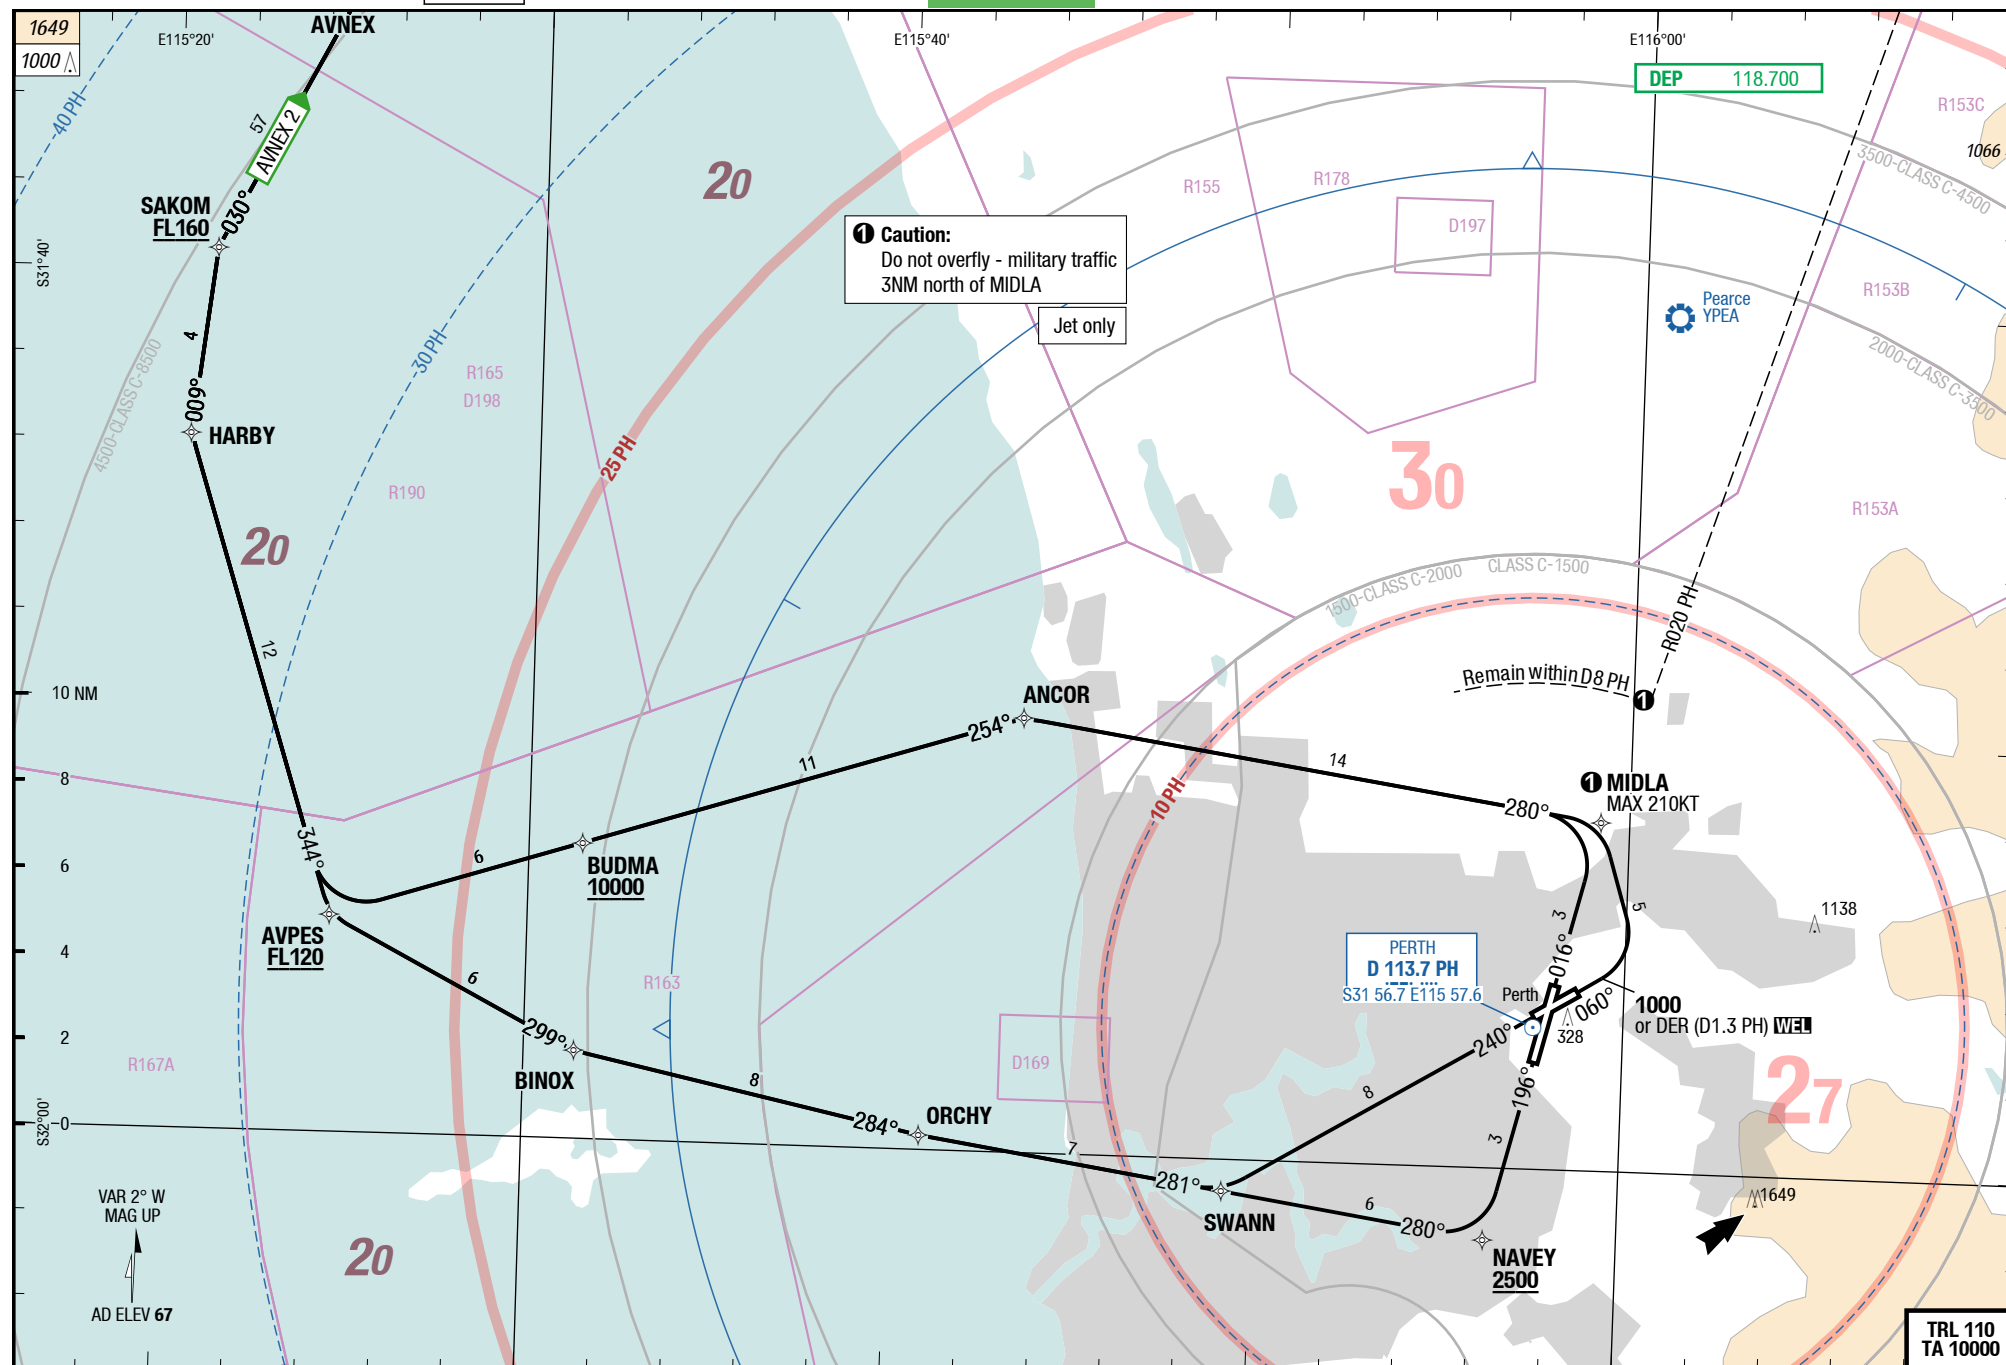 1649
1000
AVNEX
E115°20'
E115°40'
E116°00'
DEP 118.700
40 PH
57
AVNEX 2
20
R155
R178
D197
R153C
1066
3500-CLASS C-4500
SAKOM
FL160
030°
S31°40'
1 Caution:
Do not overfly - military traffic
3NM north of MIDLA
Jet only
Pearce
YPEA
R153B
2000-CLASS C-3500
4
009°
HARBY
4500-CLASS C-8500
30 PH
R165
D198
R190
25 PH
20
30
R153A
1500-CLASS C-2000
CLASS C-1500
R020 PH
12
10 NM
8
6
4
2
0
S32°00'
Remain within D8 PH
1
ANCOR
254°
11
14
280°
10 PH
1 MIDLA
MAX 210KT
344°
6
BUDMA
10000
AVPES
FL120
6
299°
BINOX
8
284°
ORCHY
7
281°
SWANN
6
280°
NAVEY
2500
R163
D169
R167A
3
016°
5
1138
PERTH
D 113.7 PH
S31 56.7 E115 57.6
Perth
060°
240°
328
1000
or DER (D1.3 PH) WEL
196°
8
3
27
1649
VAR 2° W
MAG UP
AD ELEV 67
20
TRL 110
TA 10000